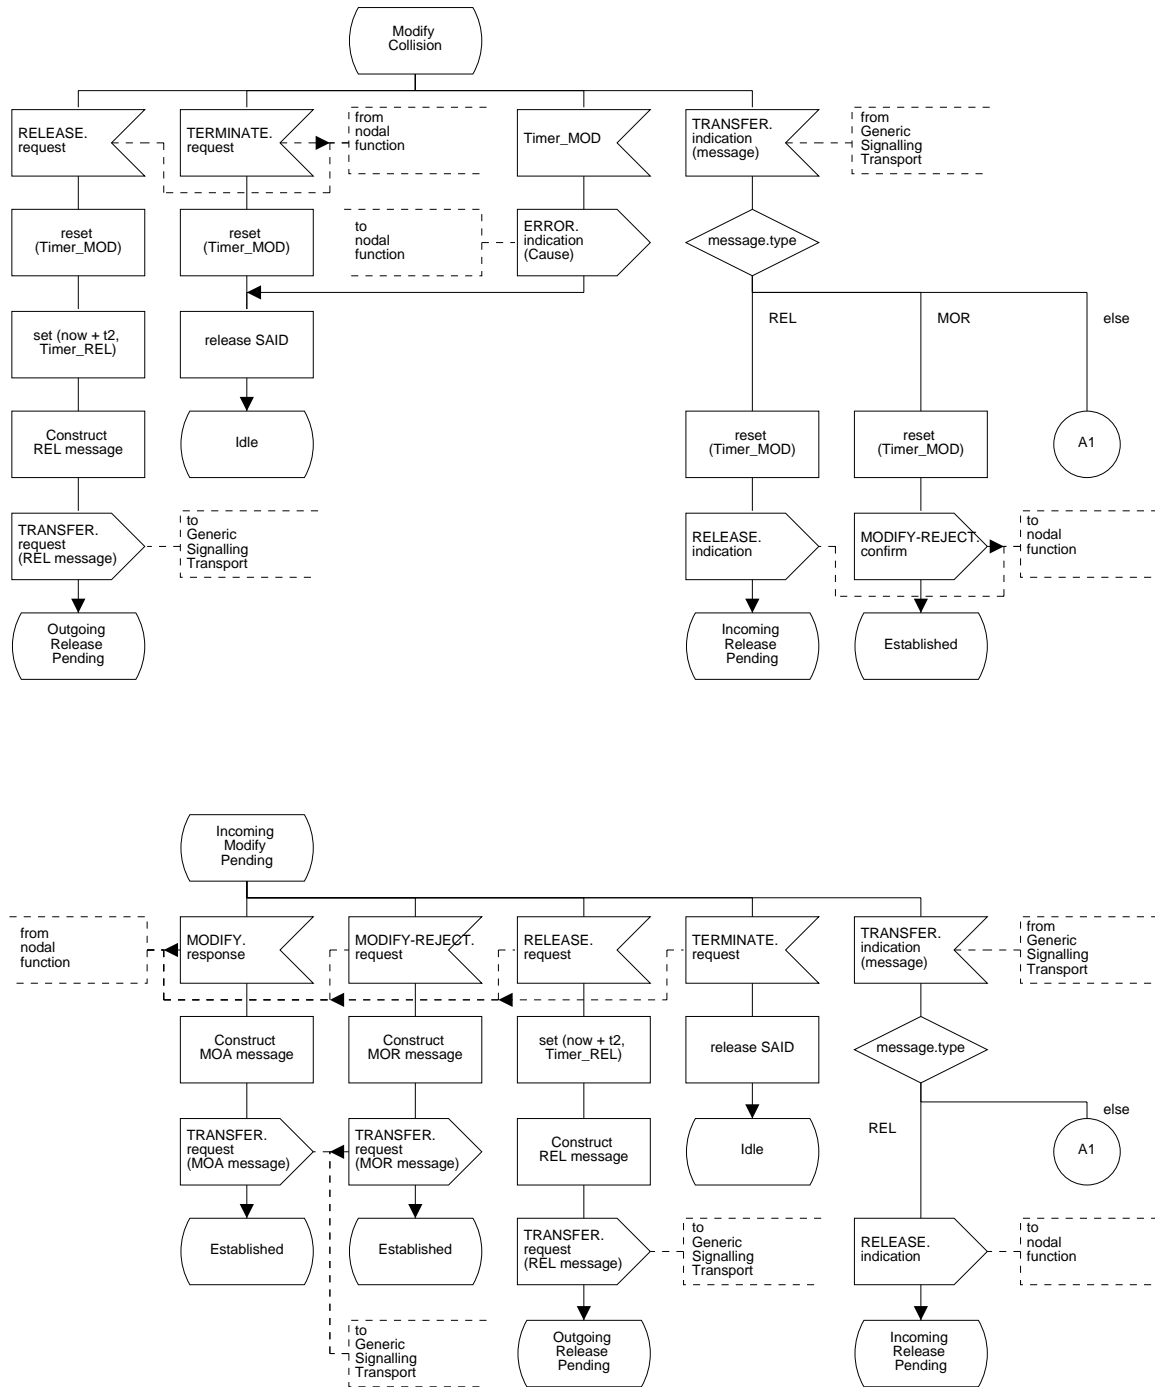 Modify
Collision
RELEASE.
request
TERMINATE.
request
from
nodal
function
Timer_MOD
TRANSFER.
indication
(message)
from
Generic
Signalling
Transport
reset
(Timer_MOD)
reset
(Timer_MOD)
to
nodal
function
ERROR.
indication
(Cause)
message.type
set (now + t2,
Timer_REL)
release SAID
REL
MOR
else
Construct
REL message
Idle
reset
(Timer_MOD)
reset
(Timer_MOD)
A1
TRANSFER.
request
(REL message)
to
Generic
Signalling
Transport
RELEASE.
indication
MODIFY-REJECT.
confirm
to
nodal
function
Outgoing
Release
Pending
Incoming
Release
Pending
Established
Incoming
Modify
Pending
from
nodal
function
MODIFY.
response
MODIFY-REJECT.
request
RELEASE.
request
TERMINATE.
request
TRANSFER.
indication
(message)
from
Generic
Signalling
Transport
Construct
MOA message
Construct
MOR message
set (now + t2,
Timer_REL)
release SAID
message.type
REL
else
TRANSFER.
request
(MOA message)
TRANSFER.
request
(MOR message)
Construct
REL message
Idle
A1
Established
Established
TRANSFER.
request
(REL message)
to
Generic
Signalling
Transport
RELEASE.
indication
to
nodal
function
to
Generic
Signalling
Transport
Outgoing
Release
Pending
Incoming
Release
Pending